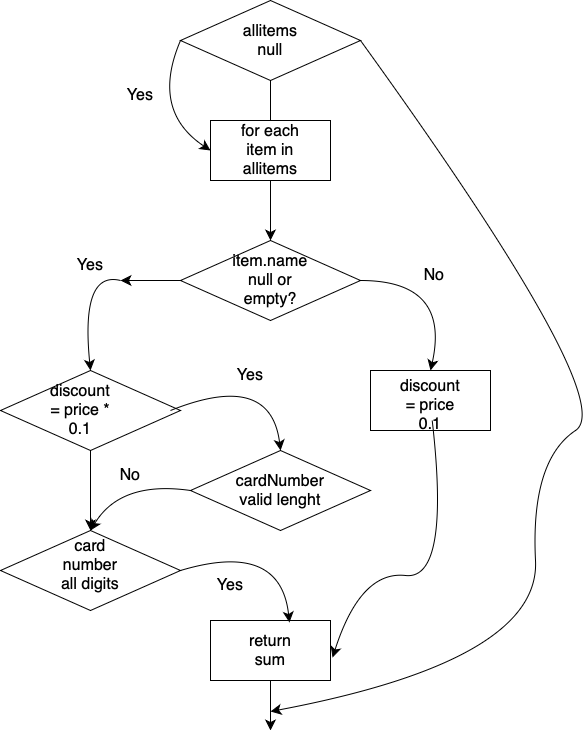 allitems
null
Yes
for each
item in
allitems
item.name
null or
empty?
Yes
No
discount
= price *
0.1
Yes
discount
= price
0.1
No
cardNumber
valid lenght
card
number
all digits
Yes
return
sum